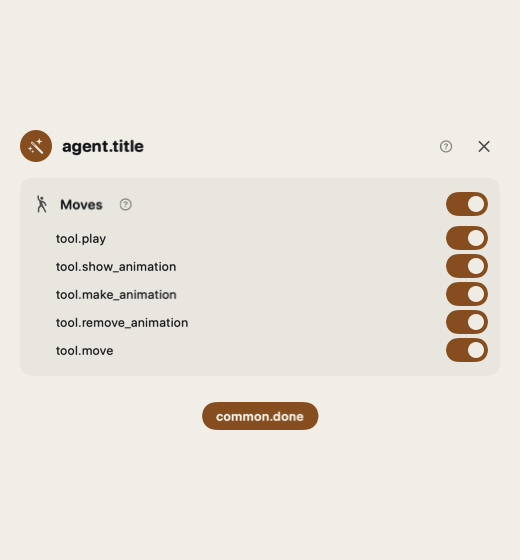 agent.title
Moves
tool.play
tool.show_animation
tool.make_animation
tool.remove_animation
tool.move
common.done